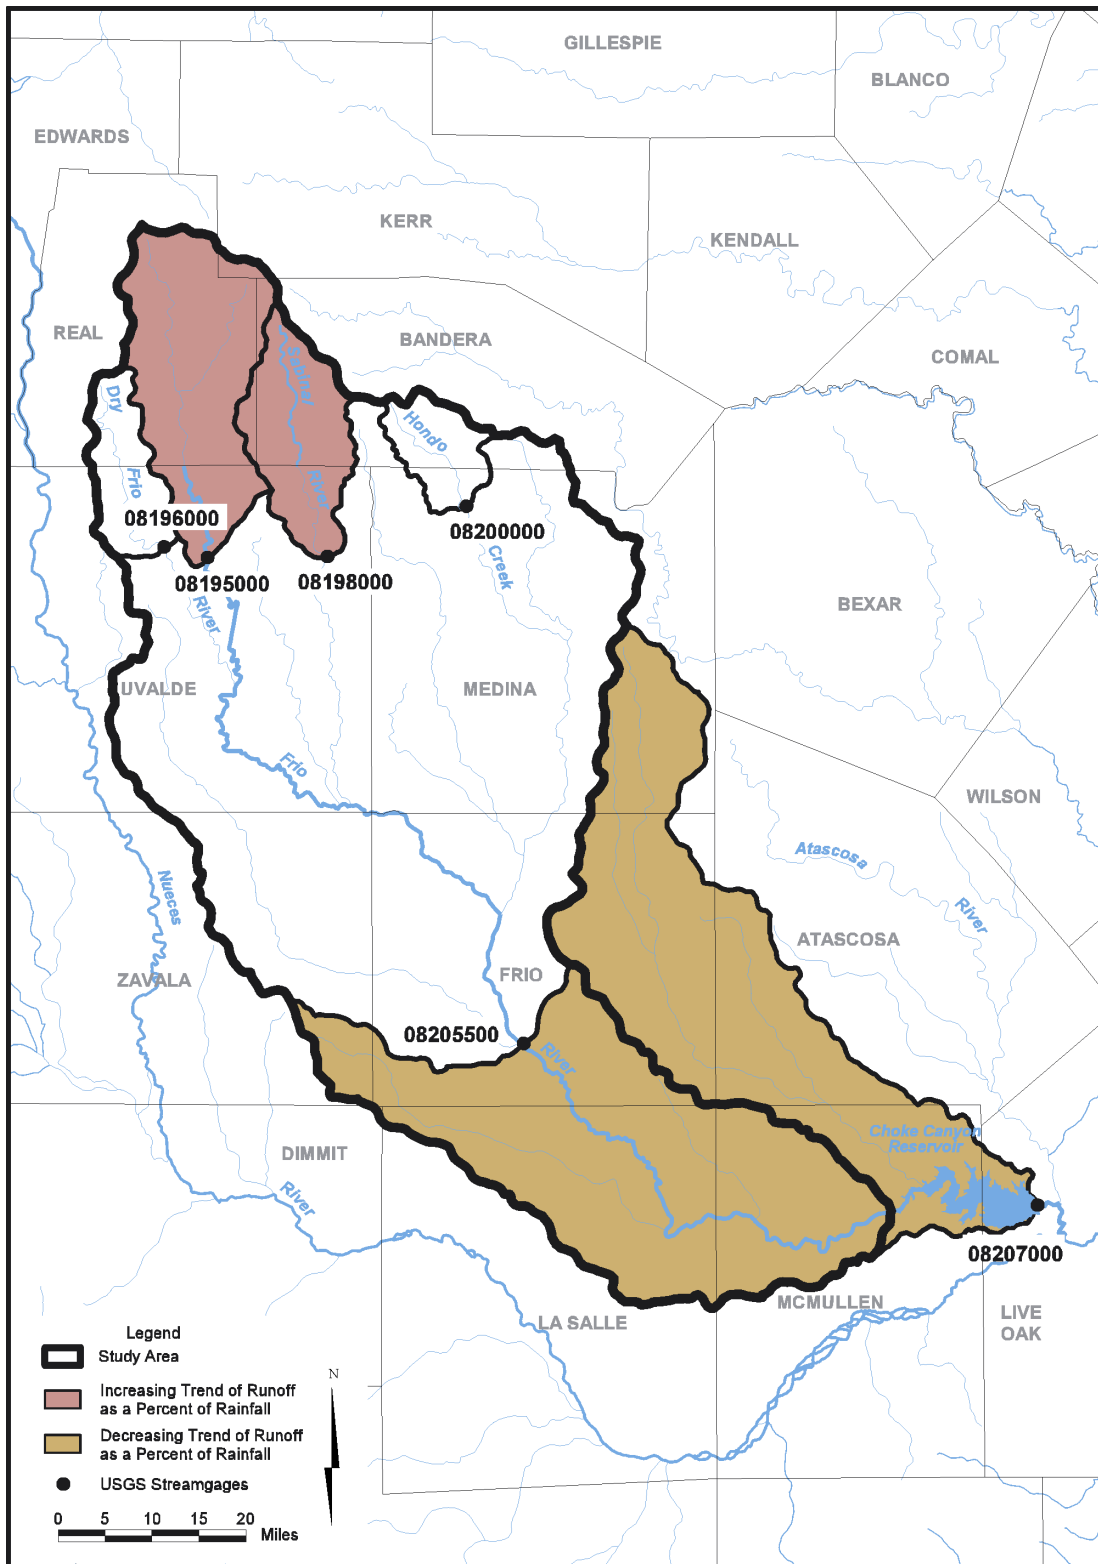 GILLESPIE
BLANCO
EDWARDS
KERR
KENDALL
REAL
BANDERA
COMAL
Sabinal
River
Dry
Frio
Hondo
Creek
08196000
08200000
08195000
08198000
River
BEXAR
UVALDE
MEDINA
Frio
WILSON
Atascosa
River
Nueces
ATASCOSA
ZAVALA
FRIO
08205500
River
Choke Canyon
Reservoir
DIMMIT
River
08207000
MCMULLEN
LA SALLE
LIVE
OAK
Legend
Study Area
Increasing Trend of Runoff
as a Percent of Rainfall
Decreasing Trend of Runoff
as a Percent of Rainfall
USGS Streamgages
0 5 10 15 20
Miles
N